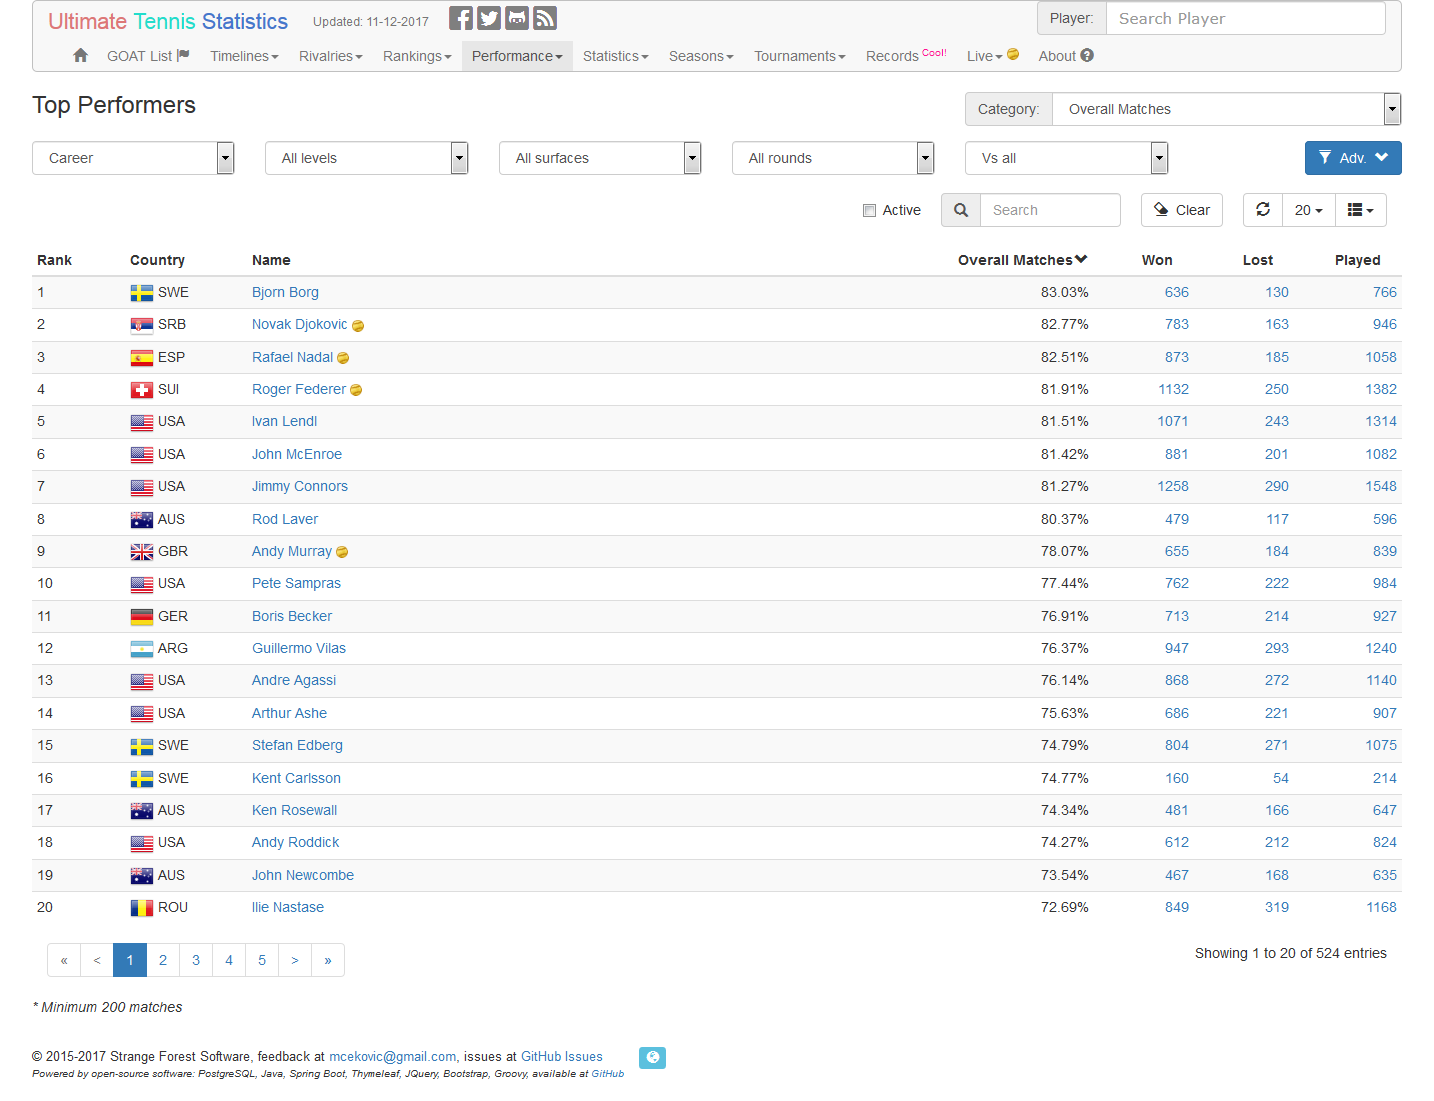 Ultimate Tennis Statistics Updated: 11-12-2017 Player: Search Player
GOAT List Timelines Rivalries Rankings Performance Statistics Seasons Tournaments Records Cool! Live About
Top Performers Category: Overall Matches
Career All levels All surfaces All rounds Vs all Adv.
Active Search Clear 20
Rank Country Name Overall Matches Won Lost Played
1 SWE Bjorn Borg 83.03% 636 130 766
2 SRB Novak Djokovic 82.77% 783 163 946
3 ESP Rafael Nadal 82.51% 873 185 1058
4 SUI Roger Federer 81.91% 1132 250 1382
5 USA Ivan Lendl 81.51% 1071 243 1314
6 USA John McEnroe 81.42% 881 201 1082
7 USA Jimmy Connors 81.27% 1258 290 1548
8 AUS Rod Laver 80.37% 479 117 596
9 GBR Andy Murray 78.07% 655 184 839
10 USA Pete Sampras 77.44% 762 222 984
11 GER Boris Becker 76.91% 713 214 927
12 ARG Guillermo Vilas 76.37% 947 293 1240
13 USA Andre Agassi 76.14% 868 272 1140
14 USA Arthur Ashe 75.63% 686 221 907
15 SWE Stefan Edberg 74.79% 804 271 1075
16 SWE Kent Carlsson 74.77% 160 54 214
17 AUS Ken Rosewall 74.34% 481 166 647
18 USA Andy Roddick 74.27% 612 212 824
19 AUS John Newcombe 73.54% 467 168 635
20 ROU Ilie Nastase 72.69% 849 319 1168
« < 1 2 3 4 5 > » Showing 1 to 20 of 524 entries
* Minimum 200 matches
© 2015-2017 Strange Forest Software, feedback at mcekovic@gmail.com, issues at GitHub Issues
Powered by open-source software: PostgreSQL, Java, Spring Boot, Thymeleaf, JQuery, Bootstrap, Groovy, available at GitHub